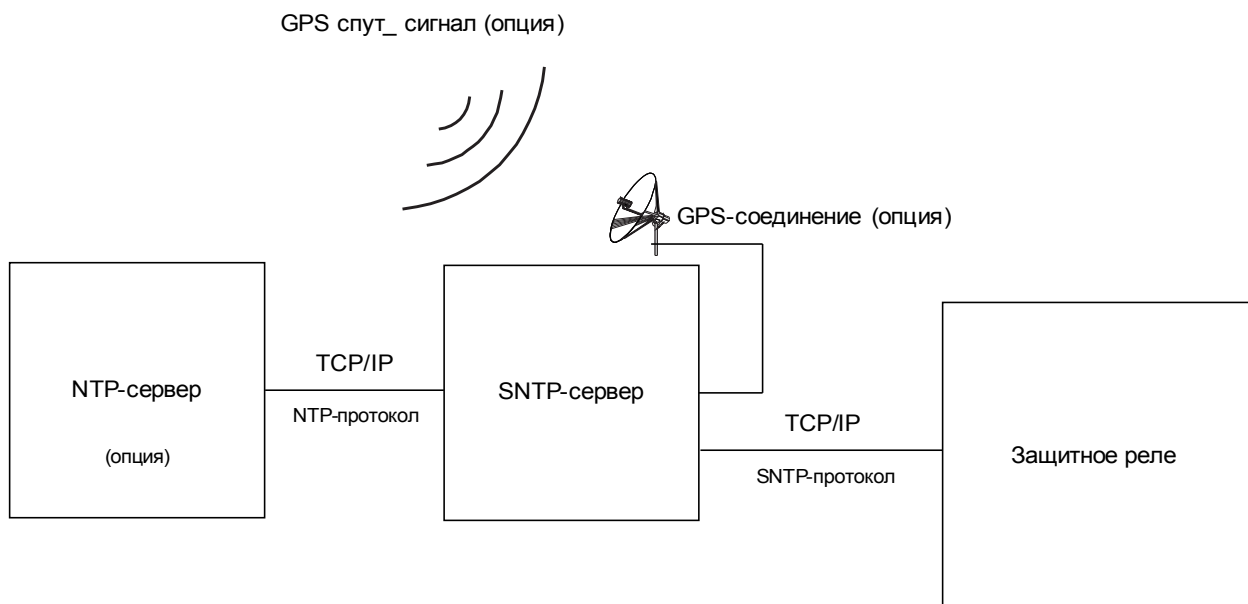 GPS спут_ сигнал (опция)
GPS-соединение (опция)
TCP/IP
NTP-сервер
NTP-протокол
(опция)
SNTP-сервер
TCP/IP
SNTP-протокол
Защитное реле